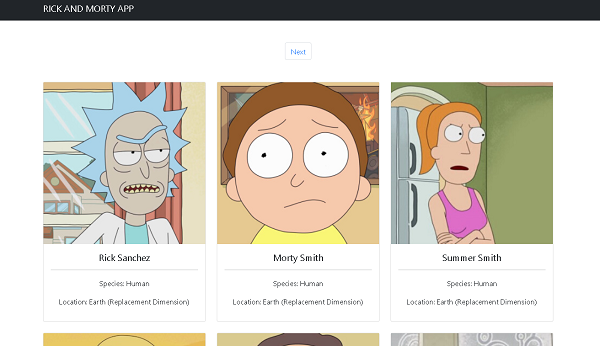 RICK AND MORTY APP
Next
Rick Sanchez
Species: Human
Location: Earth (Replacement Dimension)
Morty Smith
Species: Human
Location: Earth (Replacement Dimension)
Summer Smith
Species: Human
Location: Earth (Replacement Dimension)